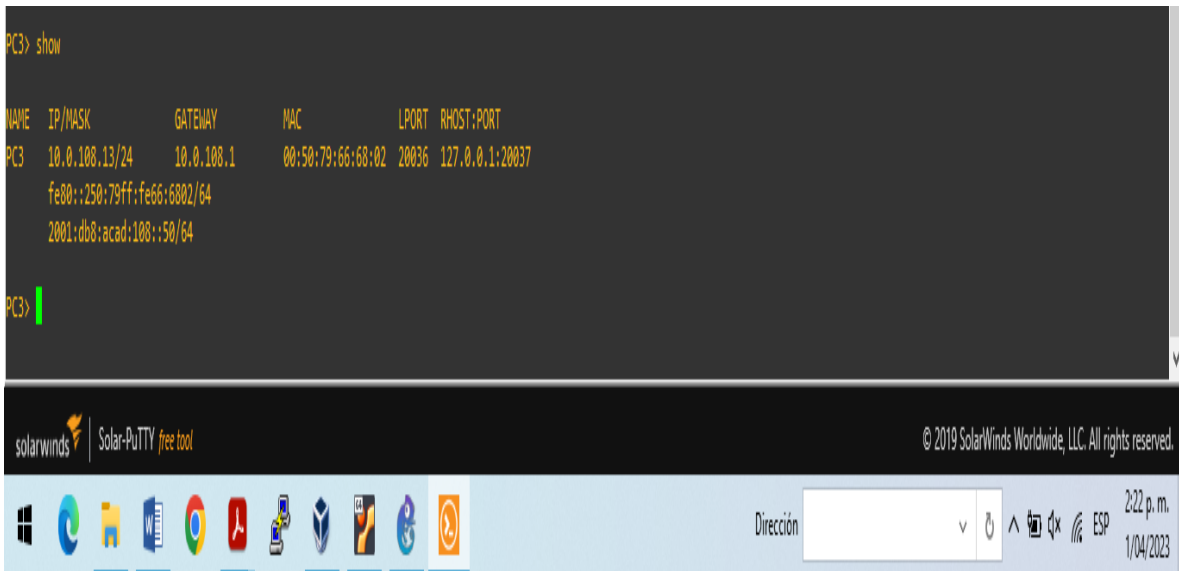 PC3> show
NAME IP/MASK GATEWAY MAC LPORT RHOST:PORT
PC3 10.0.108.13/24 10.0.108.1 00:50:79:66:68:02 20036 127.0.0.1:20037
fe80::250:79ff:fe66:6802/64
2001:db8:acad:108::50/64
PC3>
solarwinds Solar-PuTTY free tool © 2019 SolarWinds Worldwide, LLC. All rights reserved.
W 64 Dirección ESP 2:22 p. m.
1/04/2023